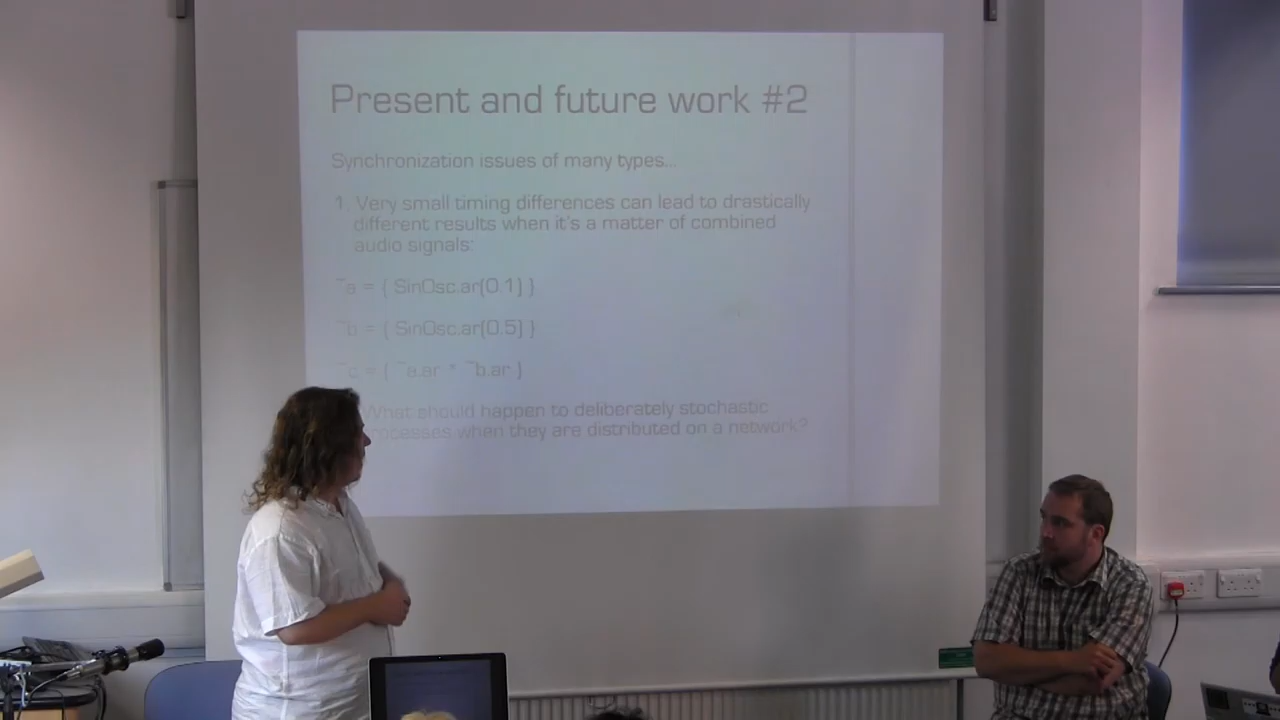 Present and future work #2
Synchronization issues of many types...
1. Very small timing differences can lead to drastically
different results when it's a matter of combined
audio signals:
~a = { SinOsc.ar(0.1) }
~b = { SinOsc.ar(0.5) }
~c = { ~a.ar * ~b.ar }
What should happen to deliberately stochastic
when they are distributed on a network?